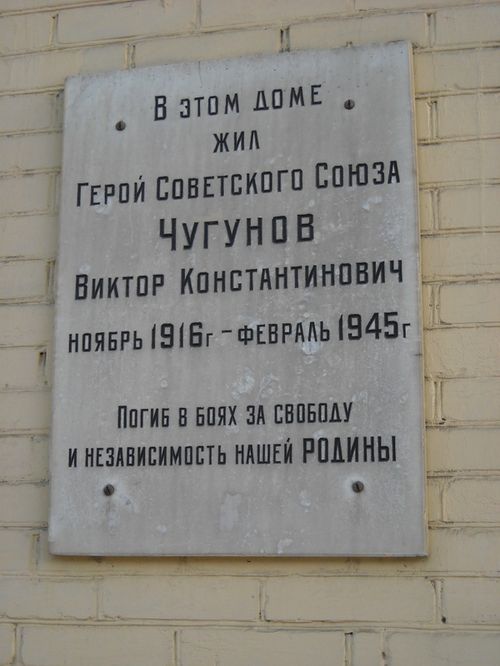 В этом доме
жил
Герой Советского Союза
Чугунов
Виктор Константинович
ноябрь 1916г – февраль 1945г
Погиб в боях за свободу
и независимость нашей РОДИНЫ